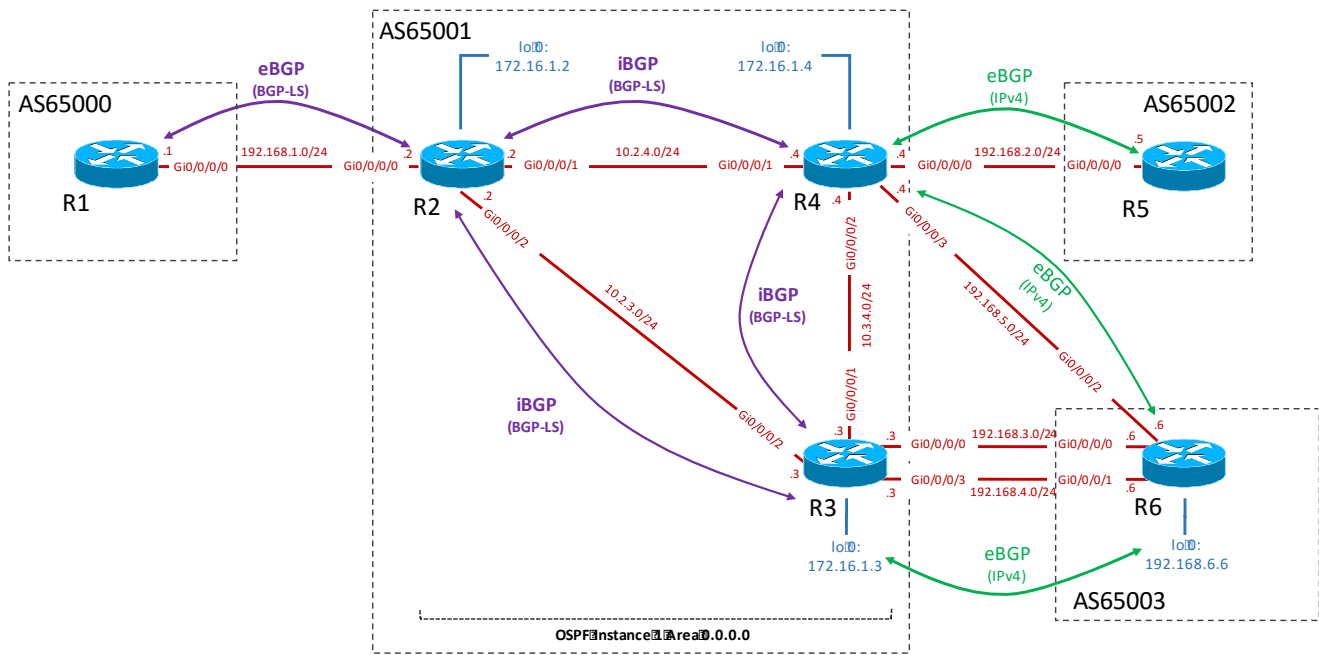 AS65001
lo 0:
172.16.1.2
lo 0:
172.16.1.4
eBGP
(BGP-LS)
iBGP
(BGP-LS)
eBGP
(IPv4)
AS65000
AS65002
.1
Gi0/0/0/0
192.168.1.0/24
Gi0/0/0/0
.2
.2
Gi0/0/0/1
10.2.4.0/24
Gi0/0/0/1
.4
.4
Gi0/0/0/0
192.168.2.0/24
Gi0/0/0/0
.5
R1
R2
R4
R5
.2
Gi0/0/0/2
.4
Gi0/0/0/2
.4
Gi0/0/0/3
eBGP
(IPv4)
192.168.5.0/24
Gi0/0/0/2
.6
10.2.3.0/24
iBGP
(BGP-LS)
10.3.4.0/24
Gi0/0/0/1
.3
iBGP
(BGP-LS)
Gi0/0/0/2
.3
.3
Gi0/0/0/0
192.168.3.0/24
Gi0/0/0/0
.6
Gi0/0/0/3
.3
192.168.4.0/24
Gi0/0/0/1
.6
R3
R6
lo 0:
172.16.1.3
eBGP
(IPv4)
lo 0:
192.168.6.6
AS65003
OSPF Instance 1 Area 0.0.0.0